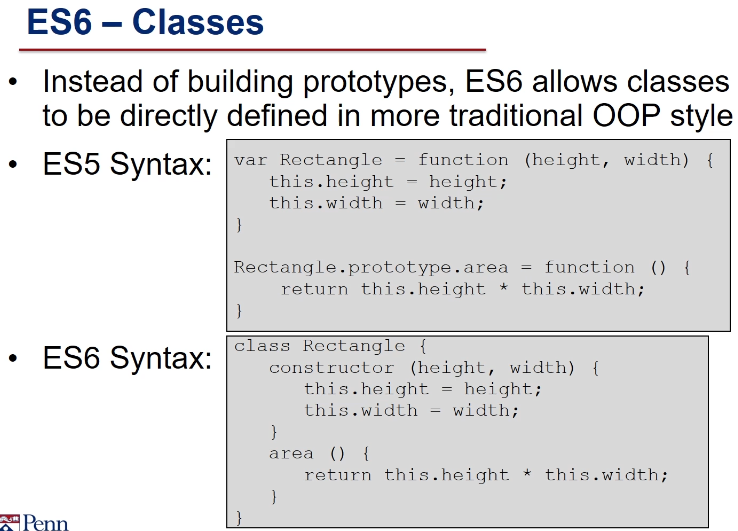 ES6 – Classes
• Instead of building prototypes, ES6 allows classes
to be directly defined in more traditional OOP style
• ES5 Syntax:
var Rectangle = function (height, width) {
this.height = height;
this.width = width;
}
Rectangle.prototype.area = function () {
return this.height * this.width;
}
• ES6 Syntax:
class Rectangle {
constructor (height, width) {
this.height = height;
this.width = width;
}
area () {
return this.height * this.width;
}
}
Penn